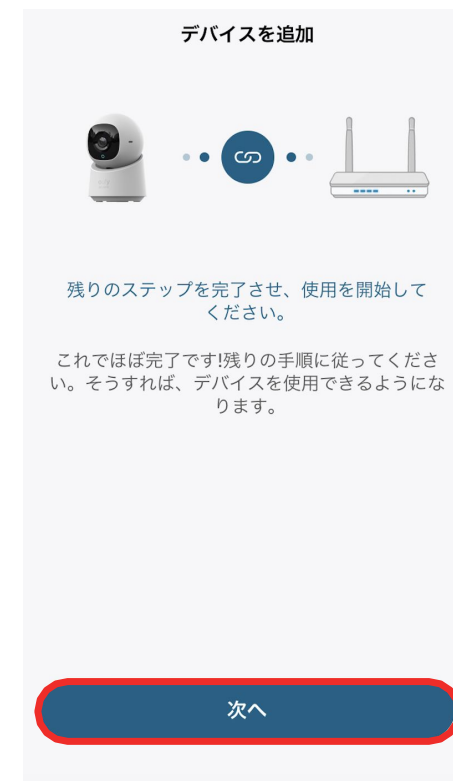 デバイスを追加
残りのステップを完了させ、使用を開始して
ください。
これでほぼ完了です!残りの手順に従ってくださ
い。そうすれば、デバイスを使用できるようにな
ります。
次へ